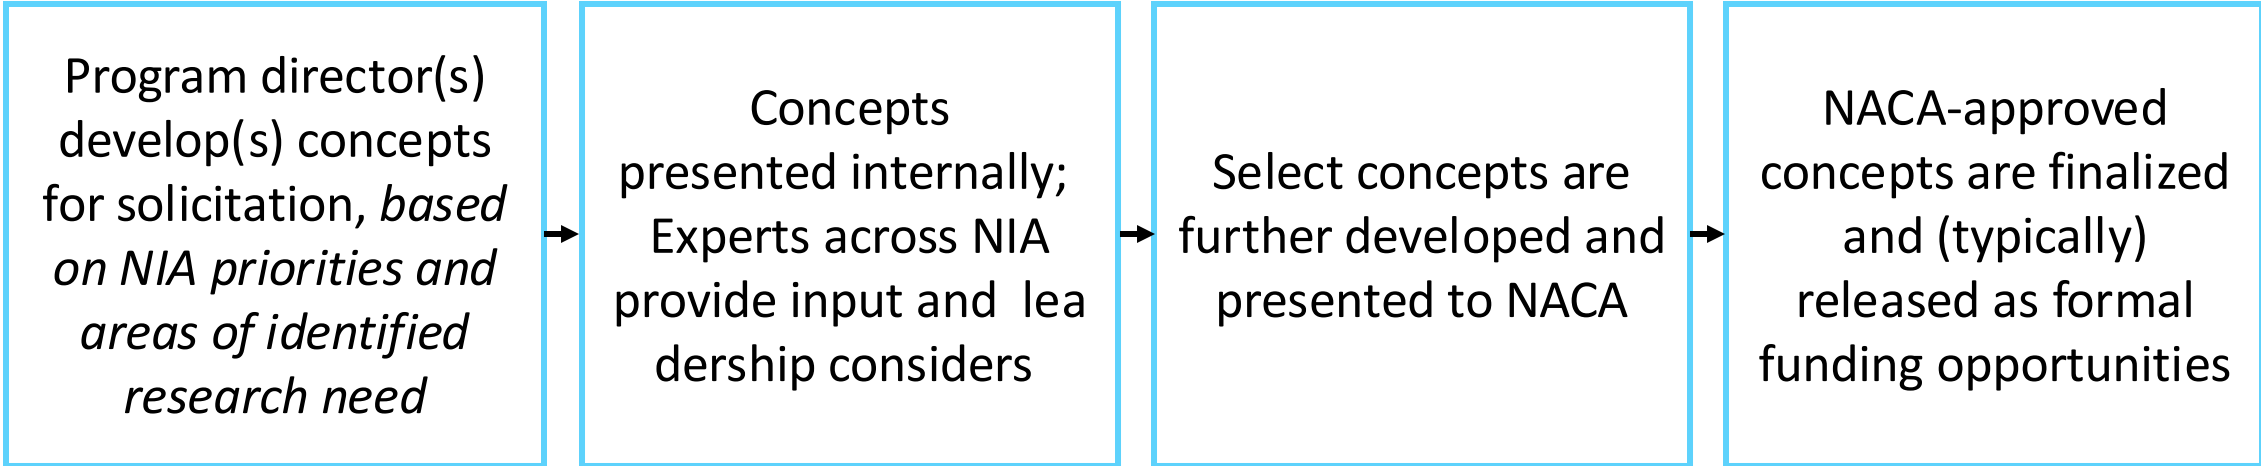 Program director(s)
develop(s) concepts
for solicitation, based
on NIA priorities and
areas of identified
research need
Concepts
presented internally;
Experts across NIA
provide input and  lea
dership considers
Select concepts are
further developed and
presented to NACA
NACA-approved
concepts are finalized
and (typically)
released as formal
funding opportunities